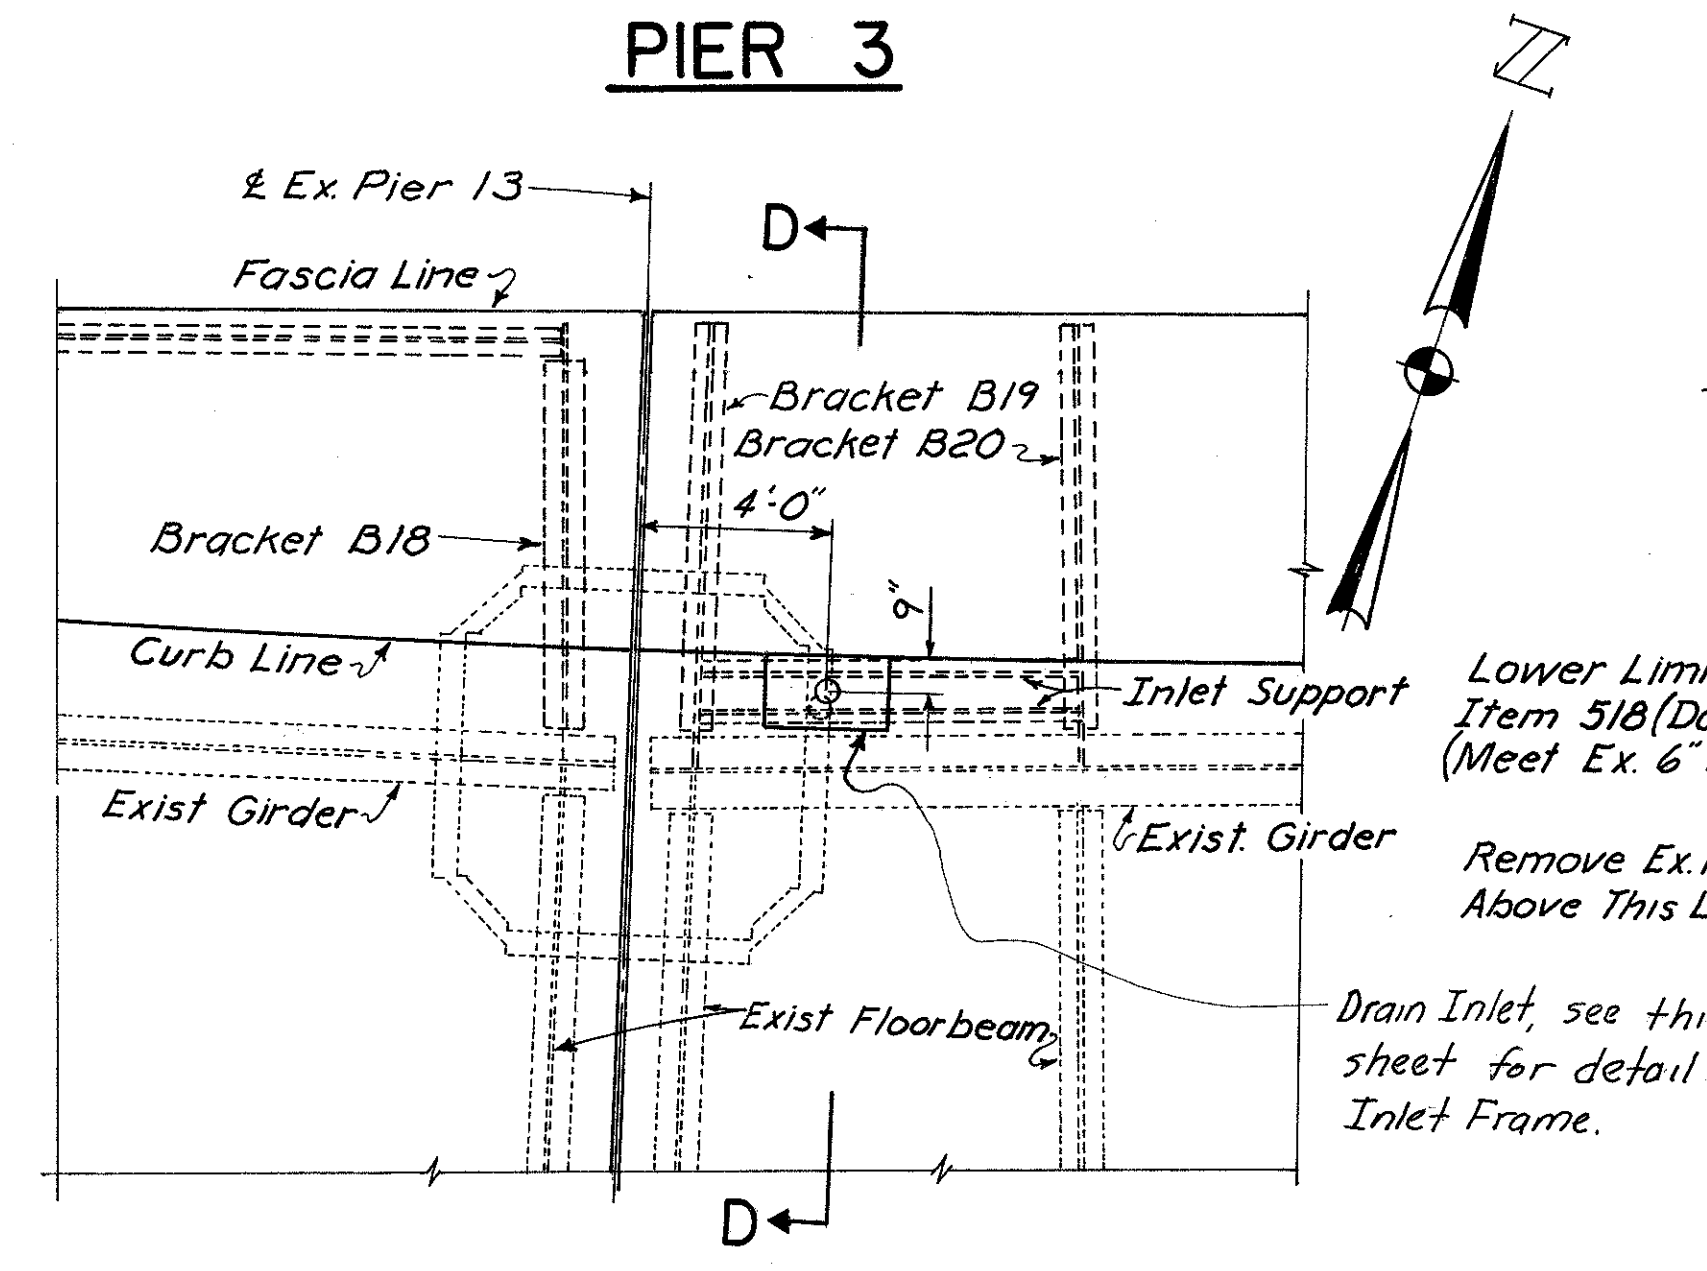 PIER 3
N
℄ Ex. Pier 13
D
Fascia Line
Bracket B19
Bracket B20
4'-0"
Bracket B18
9"
Curb Line
Inlet Support
Lower
Item 518
(Meet Ex. 6"
Exist Girder
Exist. Girder
Remove Ex.
Above This
Exist Floorbeam
Drain Inlet, see
sheet for detail
Inlet Frame.
D